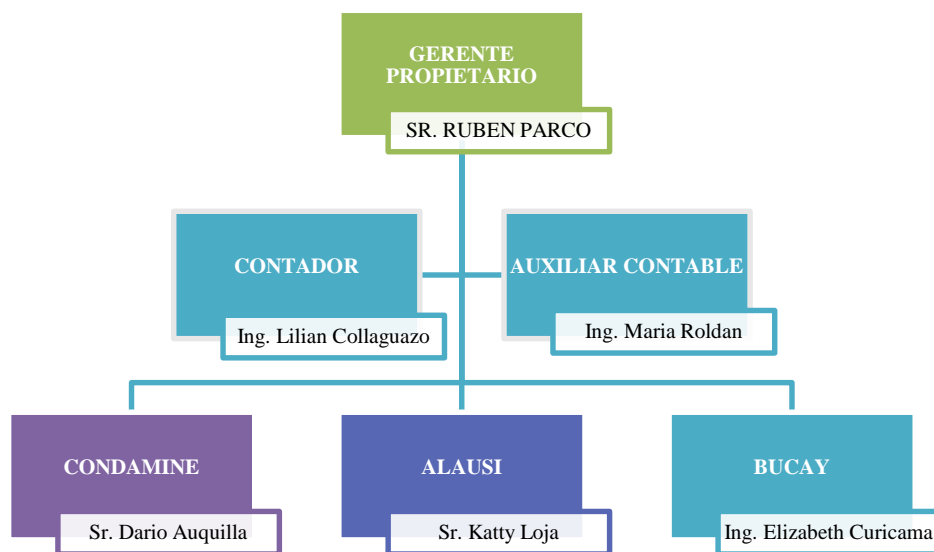 GERENTE
PROPIETARIO
SR. RUBEN PARCO
CONTADOR
Ing. Lilian Collaguazo
AUXILIAR CONTABLE
Ing. Maria Roldan
CONDAMINE
Sr. Dario Auquilla
ALAUSI
Sr. Katty Loja
BUCAY
Ing. Elizabeth Curicama